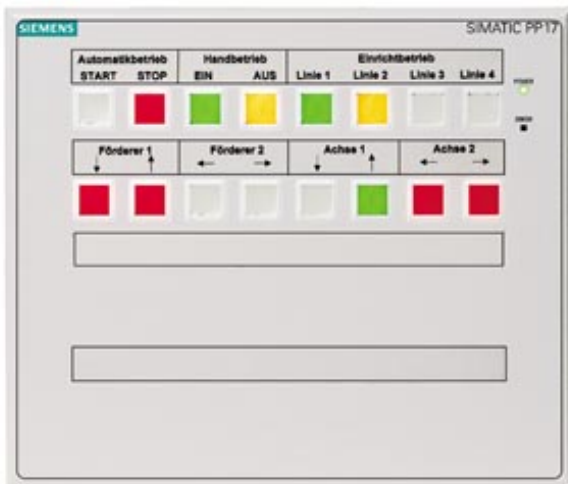 SIEMENS
SIMATIC PP17
Automatikbetrieb Handbetrieb Einrichtbetrieb
START STOP EIN AUS Linie 1 Linie 2 Linie 3 Linie 4
POWER
Förderer 1 Förderer 2 Achse 1 Achse 2